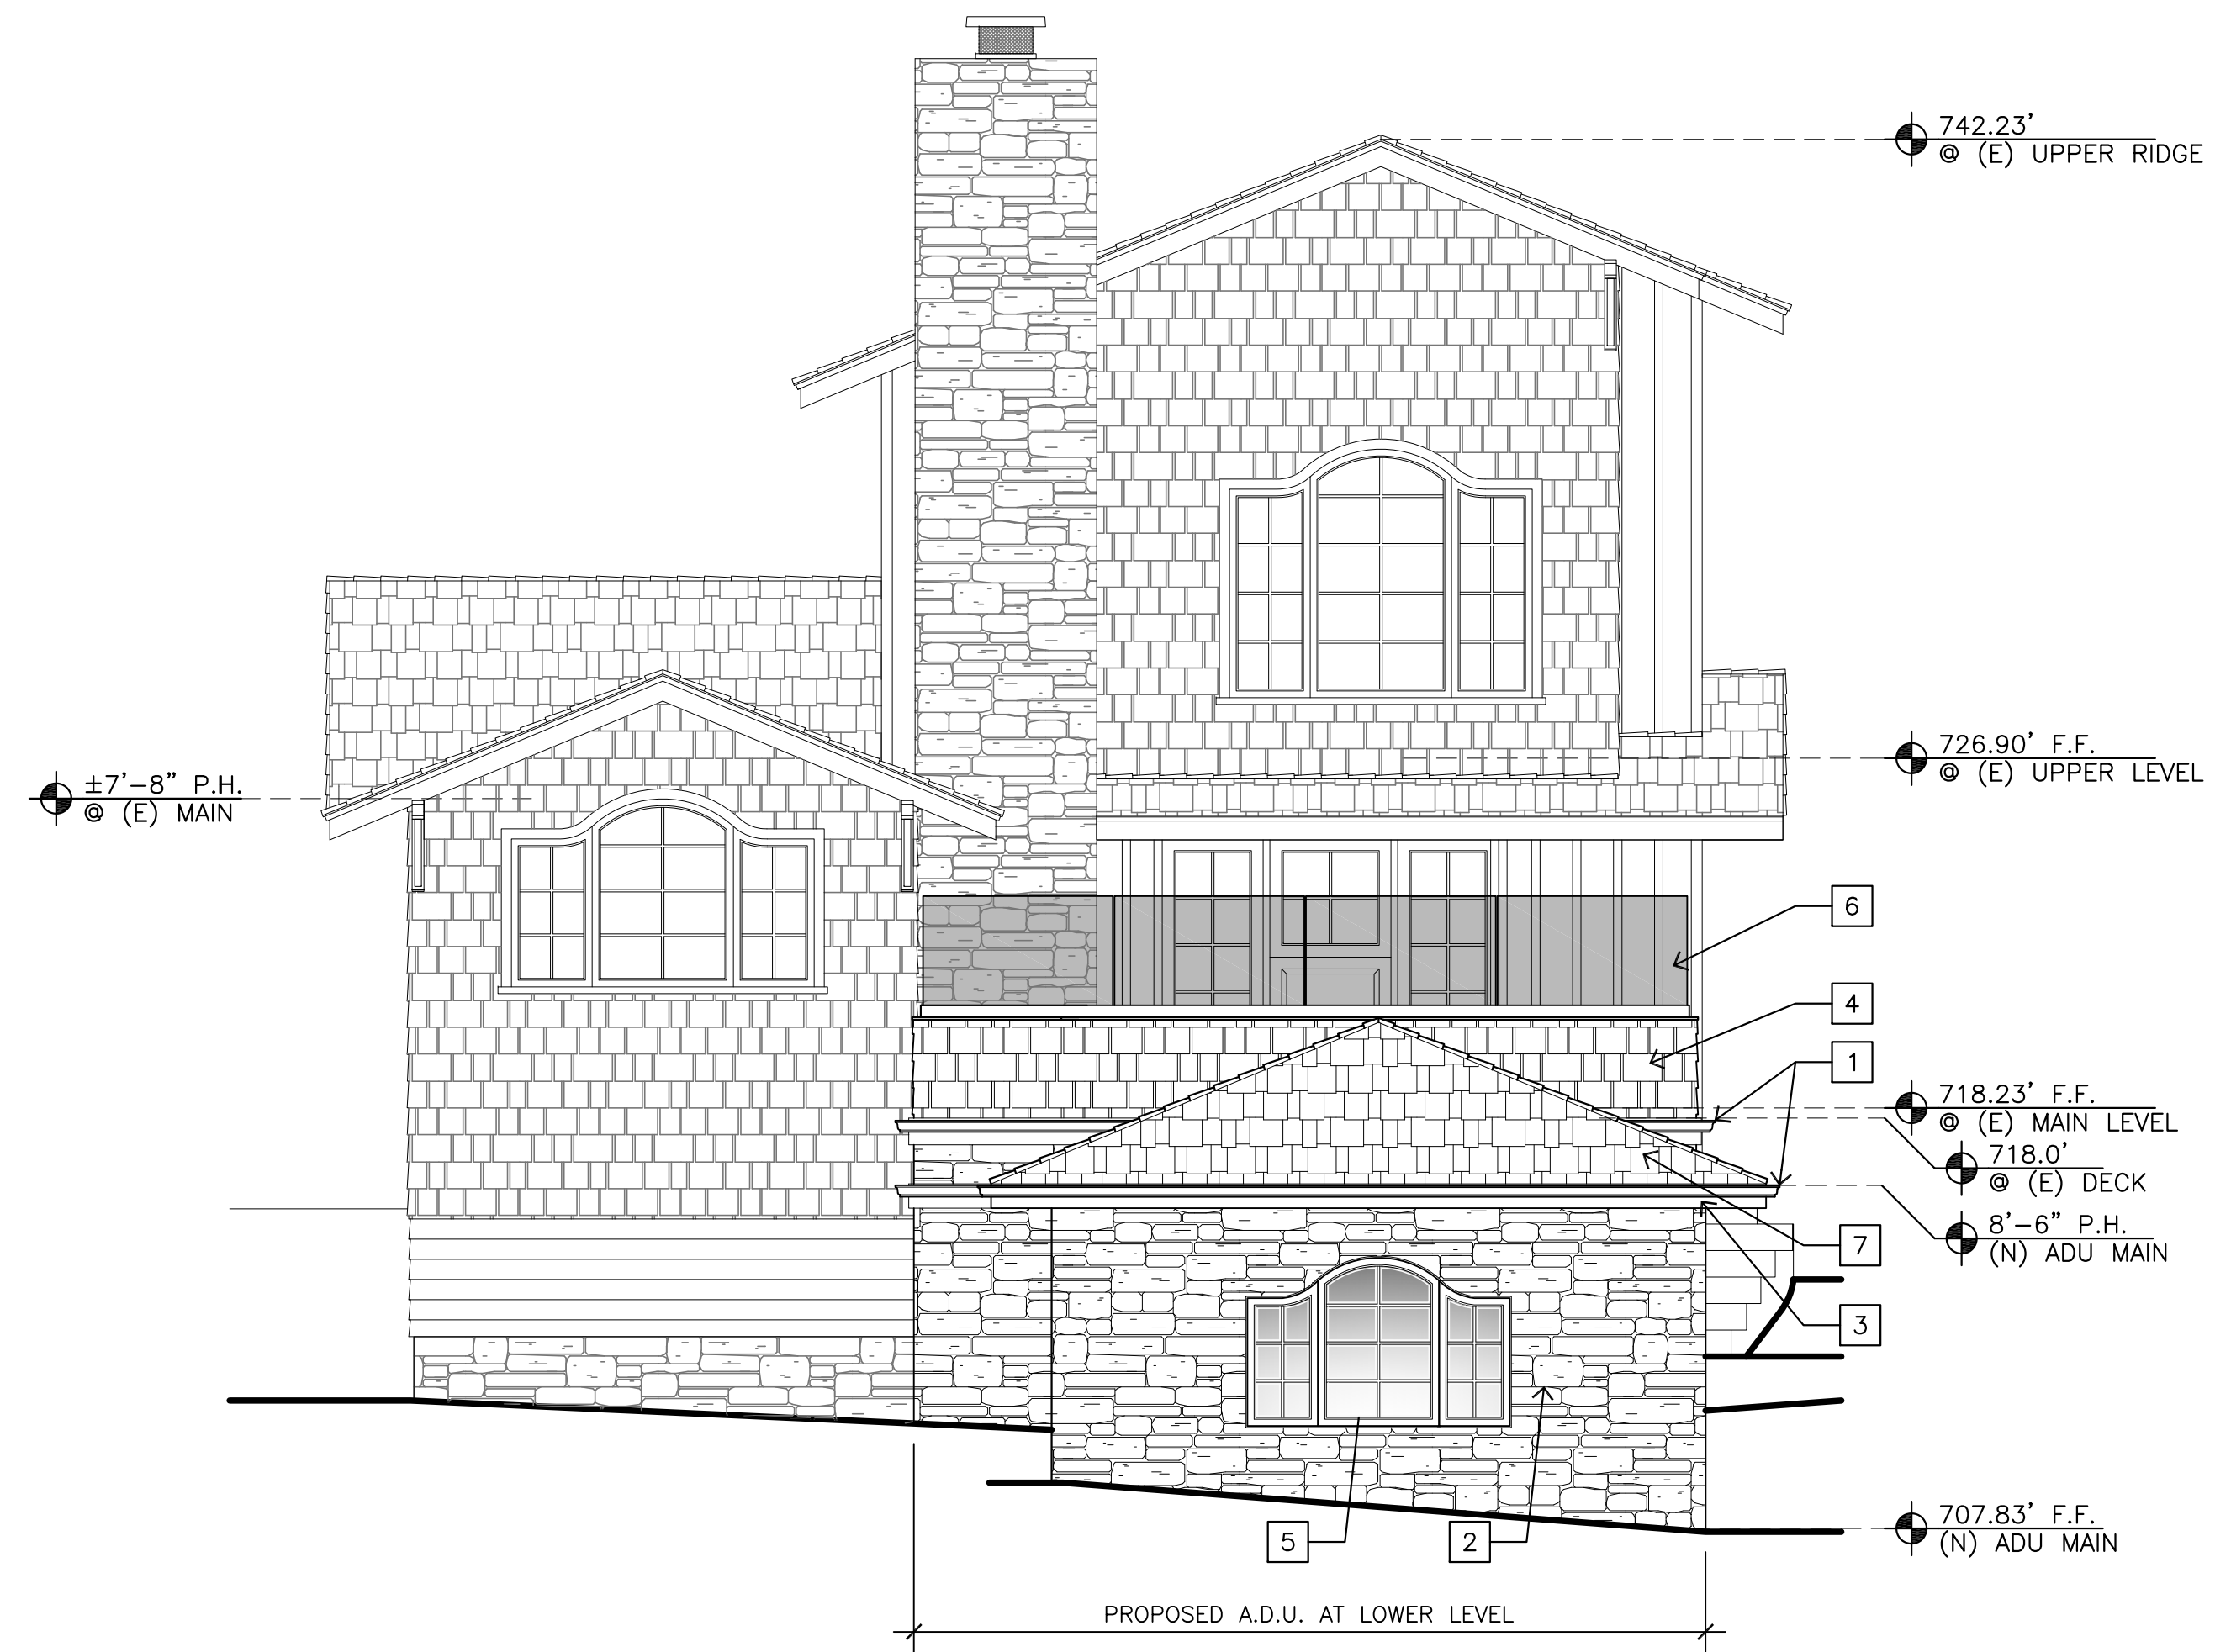 742.23’
@ (E) UPPER RIDGE
726.90’ F.F.
@ (E) UPPER LEVEL
±7’-8” P.H.
@ (E) MAIN
6
4
1
718.23’ F.F.
@ (E) MAIN LEVEL
718.0’
@ (E) DECK
8’-6” P.H.
(N) ADU MAIN
7
3
5
2
707.83’ F.F.
(N) ADU MAIN
PROPOSED A.D.U. AT LOWER LEVEL